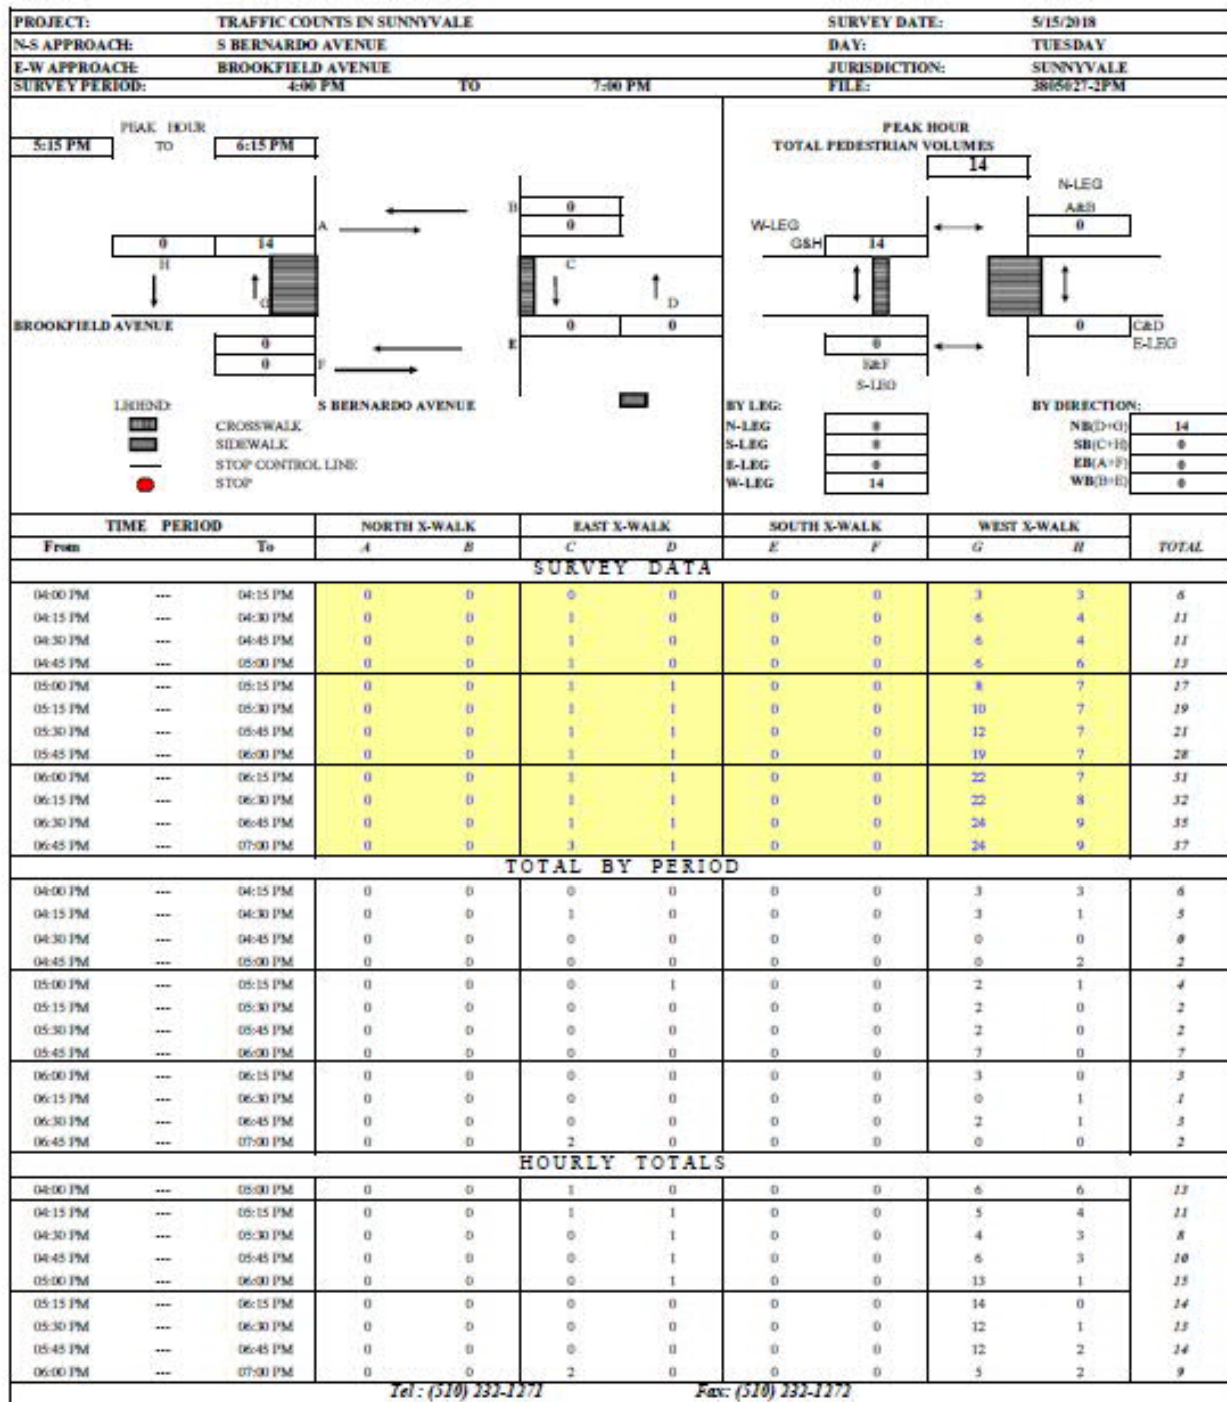 PROJECT: TRAFFIC COUNTS IN SUNNYVALE SURVEY DATE: 5/15/2018
N-S APPROACH: S BERNARDO AVENUE DAY: TUESDAY
E-W APPROACH: BROOKFIELD AVENUE JURISDICTION: SUNNYVALE
SURVEY PERIOD: 4:00 PM TO 7:00 PM FILE: 3805027-2PM
PEAK HOUR
5:15 PM TO 6:15 PM
B 0
0
A
0 14
H C
G D
BROOKFIELD AVENUE
0 0
0 E
0 F
LEGEND: S BERNARDO AVENUE
CROSSWALK
SIDEWALK
STOP CONTROL LINE
STOP
PEAK HOUR
TOTAL PEDESTRIAN VOLUMES
14
N-LEG
A&B
W-LEG 0
G&H 14
0 0 C&D
E&F E-LEG
S-LEG
BY LEG: BY DIRECTION:
N-LEG 0 NB(D+G) 14
S-LEG 0 SB(C+H) 0
E-LEG 0 EB(A+F) 0
W-LEG 14 WB(B+E) 0
TIME PERIOD NORTH X-WALK EAST X-WALK SOUTH X-WALK WEST X-WALK
From To A B C D E F G H TOTAL
SURVEY DATA
04:00 PM --- 04:15 PM 0 0 0 0 0 0 3 3 6
04:15 PM --- 04:30 PM 0 0 1 0 0 0 6 4 11
04:30 PM --- 04:45 PM 0 0 1 0 0 0 6 4 11
04:45 PM --- 05:00 PM 0 0 1 0 0 0 6 6 13
05:00 PM --- 05:15 PM 0 0 1 1 0 0 8 7 17
05:15 PM --- 05:30 PM 0 0 1 1 0 0 10 7 19
05:30 PM --- 05:45 PM 0 0 1 1 0 0 12 7 21
05:45 PM --- 06:00 PM 0 0 1 1 0 0 19 7 28
06:00 PM --- 06:15 PM 0 0 1 1 0 0 22 7 31
06:15 PM --- 06:30 PM 0 0 1 1 0 0 22 8 32
06:30 PM --- 06:45 PM 0 0 1 1 0 0 24 9 35
06:45 PM --- 07:00 PM 0 0 3 1 0 0 24 9 37
TOTAL BY PERIOD
04:00 PM --- 04:15 PM 0 0 0 0 0 0 3 3 6
04:15 PM --- 04:30 PM 0 0 1 0 0 0 3 1 5
04:30 PM --- 04:45 PM 0 0 0 0 0 0 0 0 0
04:45 PM --- 05:00 PM 0 0 0 0 0 0 0 2 2
05:00 PM --- 05:15 PM 0 0 0 1 0 0 2 1 4
05:15 PM --- 05:30 PM 0 0 0 0 0 0 2 0 2
05:30 PM --- 05:45 PM 0 0 0 0 0 0 2 0 2
05:45 PM --- 06:00 PM 0 0 0 0 0 0 7 0 7
06:00 PM --- 06:15 PM 0 0 0 0 0 0 3 0 3
06:15 PM --- 06:30 PM 0 0 0 0 0 0 0 1 1
06:30 PM --- 06:45 PM 0 0 0 0 0 0 2 1 3
06:45 PM --- 07:00 PM 0 0 2 0 0 0 0 0 2
HOURLY TOTALS
04:00 PM --- 05:00 PM 0 0 1 0 0 0 6 6 13
04:15 PM --- 05:15 PM 0 0 1 1 0 0 5 4 11
04:30 PM --- 05:30 PM 0 0 0 1 0 0 4 3 8
04:45 PM --- 05:45 PM 0 0 0 1 0 0 6 3 10
05:00 PM --- 06:00 PM 0 0 0 1 0 0 13 1 15
05:15 PM --- 06:15 PM 0 0 0 0 0 0 14 0 14
05:30 PM --- 06:30 PM 0 0 0 0 0 0 12 1 13
05:45 PM --- 06:45 PM 0 0 0 0 0 0 12 2 14
06:00 PM --- 07:00 PM 0 0 2 0 0 0 5 2 9
Tel : (510) 232-1271 Fax: (510) 232-1272